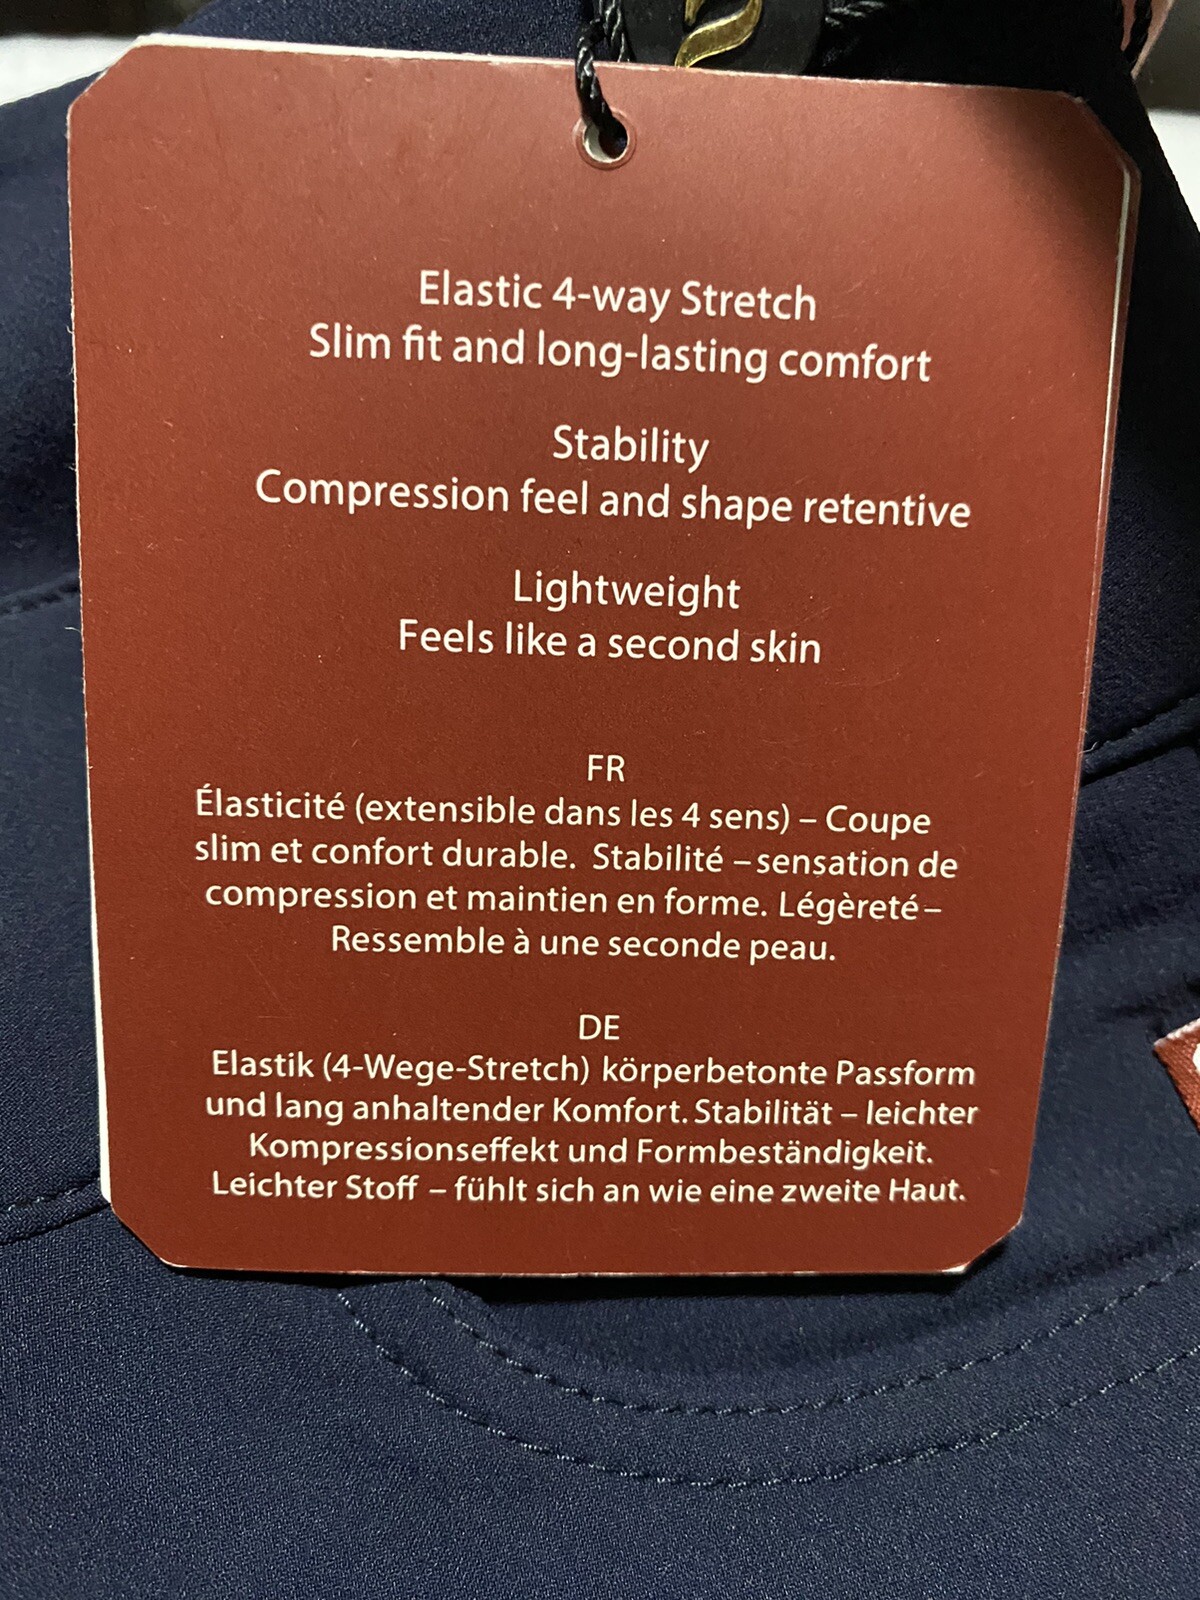 Elastic 4-way Stretch
Slim fit and long-lasting comfort
Stability
Compression feel and shape retentive
Lightweight
Feels like a second skin
FR
Élasticité (extensible dans les 4 sens) – Coupe
slim et confort durable. Stabilité – sensation de
compression et maintien en forme. Légèreté –
Ressemble à une seconde peau.
DE
Elastik (4-Wege-Stretch) körperbetonte Passform
und lang anhaltender Komfort. Stabilität – leichter
Kompressionseffekt und Formbeständigkeit.
Leichter Stoff – fühlt sich an wie eine zweite Haut.